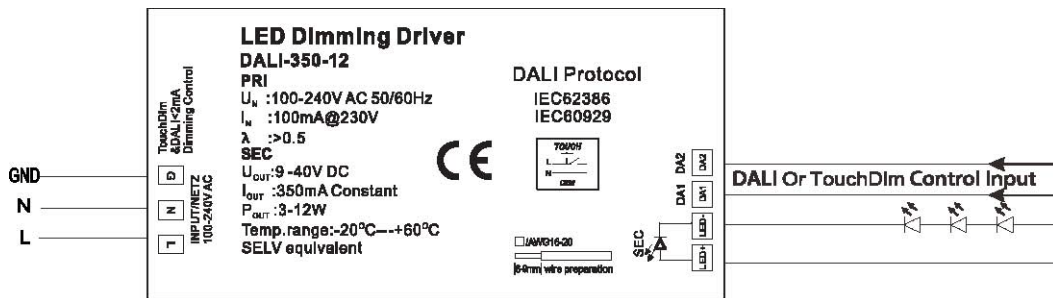 GND
N
L
TouchDim
&DALI<2mA
Dimming Control
INPUT/NETZ
100-240V AC
G
N
L
LED Dimming Driver
DALI-350-12
PRI
UN :100-240V AC 50/60Hz
IN :100mA@230V
λ :>0.5
SEC
UOUT:9-40V DC
IOUT:350mA Constant
POUT:3-12W
Temp.range:-20°C---+60°C
SELV equivalent
CE
DALI Protocol
IEC62386
IEC60929
TOUCH
L
N
/AWG16-20
wire preparation
SEC
DA2
DA1
DA2
DA1
LED-
LED+
DALI Or TouchDim Control Input